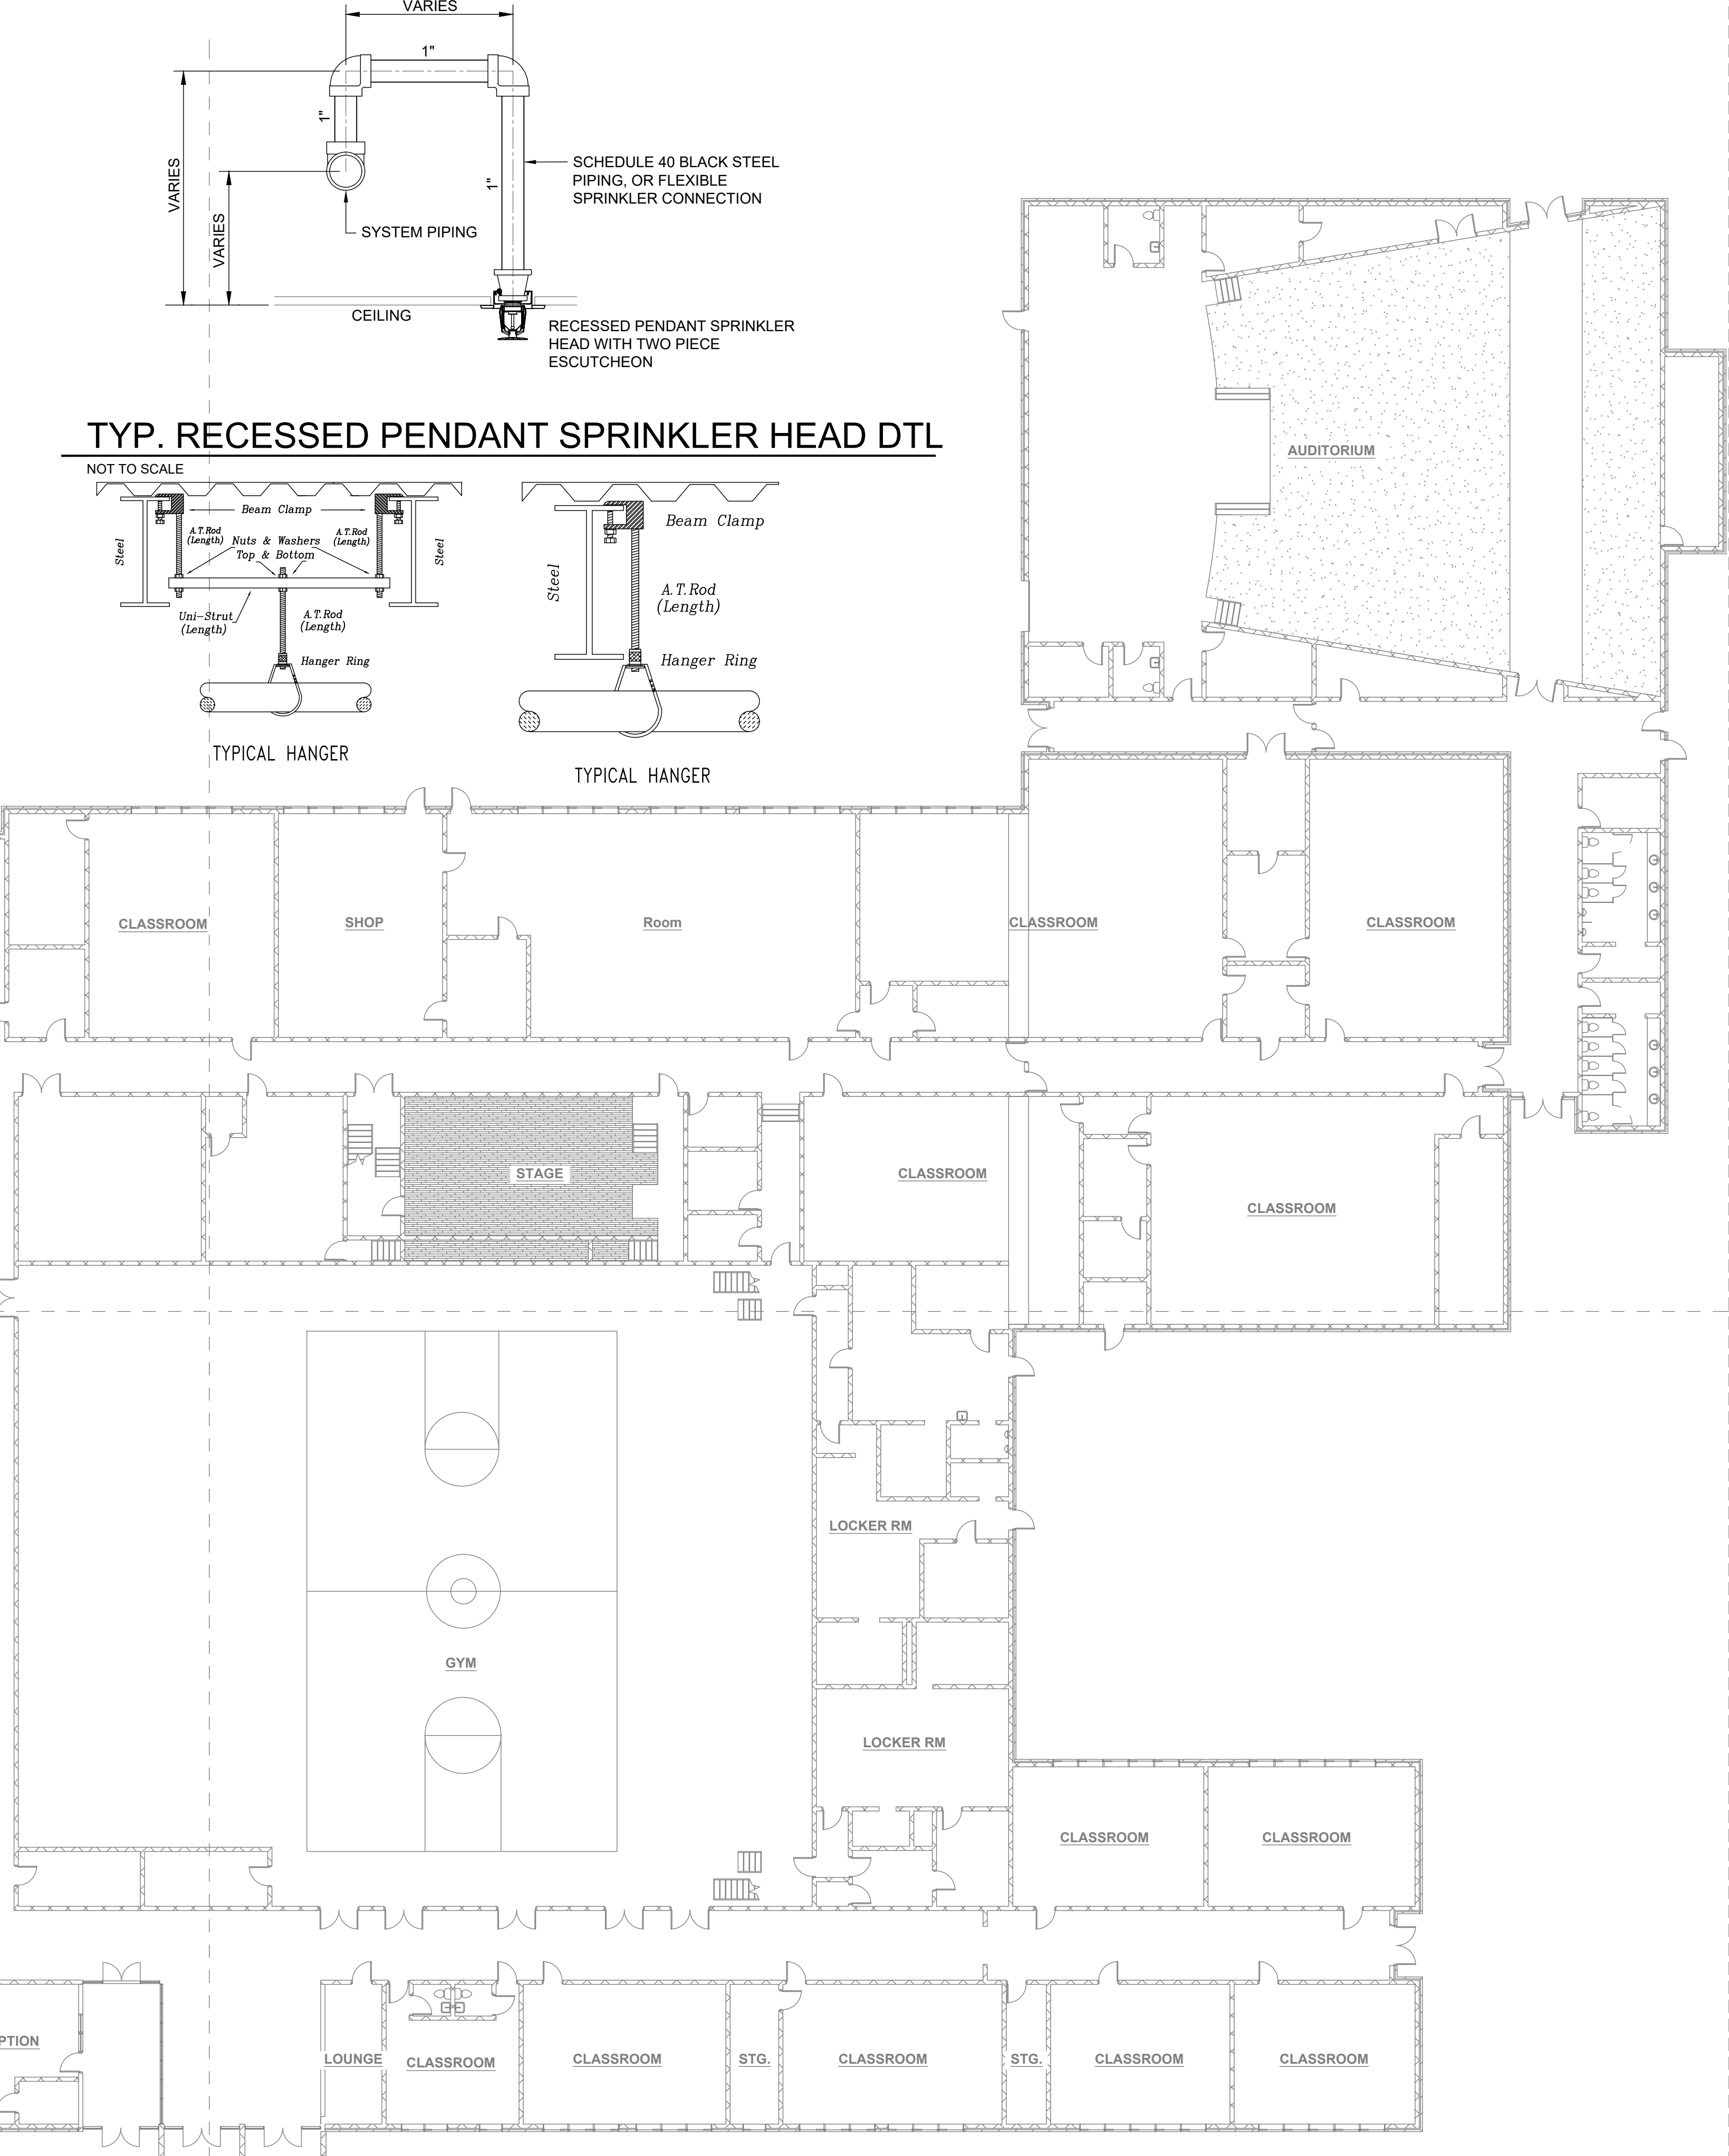 VARIES
1"
1"
VARIES
VARIES
1"
SCHEDULE 40 BLACK STEEL
PIPING, OR FLEXIBLE
SPRINKLER CONNECTION
SYSTEM PIPING
CEILING
RECESSED PENDANT SPRINKLER
HEAD WITH TWO PIECE
ESCUTCHEON
TYP. RECESSED PENDANT SPRINKLER HEAD DTL
NOT TO SCALE
Beam Clamp
A.T.Rod
(Length)
Nuts & Washers
Top & Bottom
A.T.Rod
(Length)
Steel
Steel
Uni-Strut
(Length)
A.T.Rod
(Length)
Hanger Ring
TYPICAL HANGER
Beam Clamp
Steel
A.T.Rod
(Length)
Hanger Ring
TYPICAL HANGER
AUDITORIUM
CLASSROOM
SHOP
Room
CLASSROOM
CLASSROOM
STAGE
CLASSROOM
CLASSROOM
LOCKER RM
GYM
LOCKER RM
CLASSROOM
CLASSROOM
PTION
LOUNGE
CLASSROOM
CLASSROOM
STG.
CLASSROOM
STG.
CLASSROOM
CLASSROOM